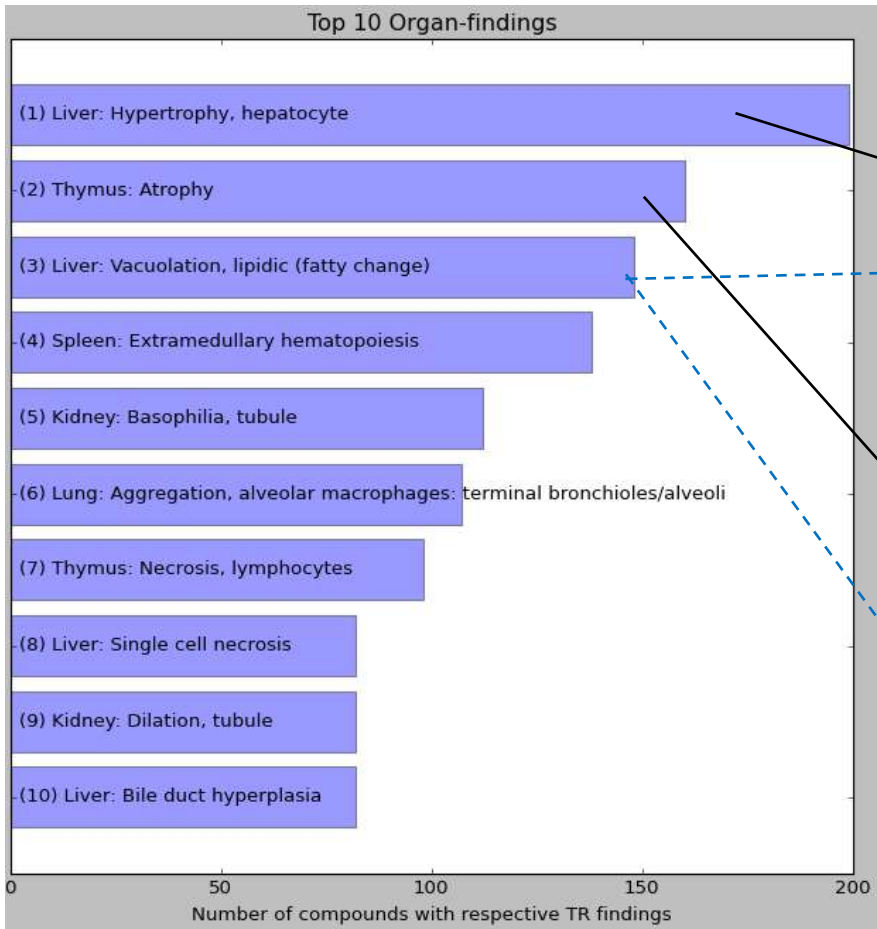 Top 10 Organ-findings
(1) Liver: Hypertrophy, hepatocyte
(2) Thymus: Atrophy
(3) Liver: Vacuolation, lipidic (fatty change)
(4) Spleen: Extramedullary hematopoiesis
(5) Kidney: Basophilia, tubule
(6) Lung: Aggregation, alveolar macrophages: terminal bronchioles/alveoli
(7) Thymus: Necrosis, lymphocytes
(8) Liver: Single cell necrosis
(9) Kidney: Dilation, tubule
(10) Liver: Bile duct hyperplasia
0 50 100 150 200
Number of compounds with respective TR findings